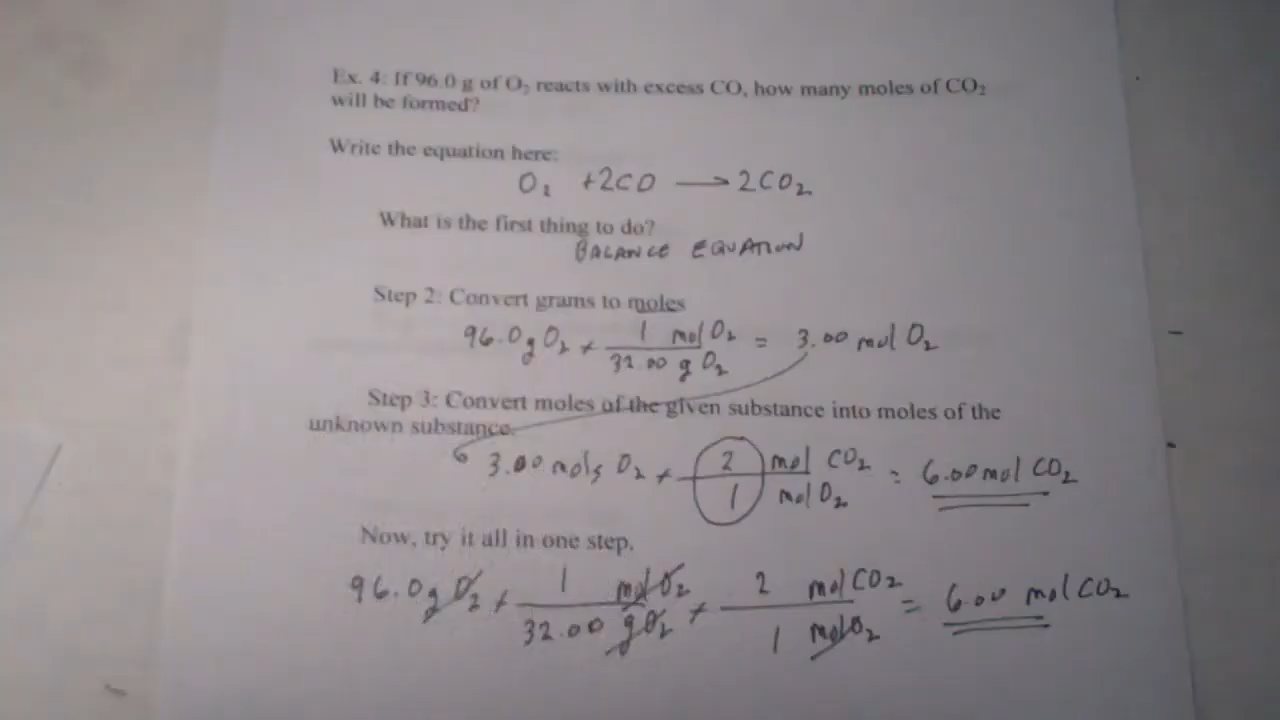 Ex. 4: If 96.0 g of O₂ reacts with excess CO, how many moles of CO₂
will be formed?
Write the equation here:
O₂ +2CO → 2CO₂
What is the first thing to do?
BALANCE EQUATION
Step 2: Convert grams to moles
96.0 g O₂ × 1 mol O₂ / 32.00 g O₂ = 3.00 mol O₂
Step 3: Convert moles of the given substance into moles of the
unknown substance.
3.00 mols O₂ × 2 mol CO₂ / 1 mol O₂ = 6.00 mol CO₂
Now, try it all in one step.
96.0 g O₂ × 1 mol O₂ / 32.00 g O₂ × 2 mol CO₂ / 1 mol O₂ = 6.00 mol CO₂